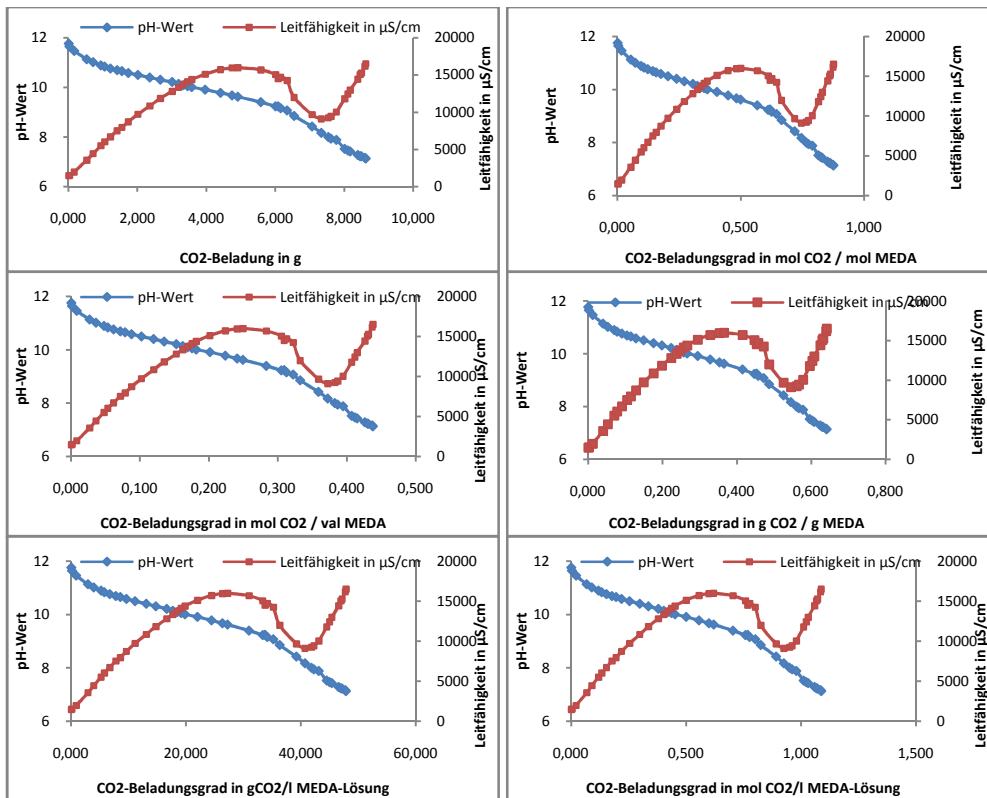 pH-Wert Leitfähigkeit in µS/cm
12 20000
10 15000
8 10000
5000
6 0
0,000 2,000 4,000 6,000 8,000 10,000
pH-Wert
Leitfähigkeit in µS/cm
CO2-Beladung in g
pH-Wert Leitfähigkeit in µS/cm
12 20000
10 15000
8 10000
5000
6 0
0,000 0,500 1,000
pH-Wert
Leitfähigkeit in µS/cm
CO2-Beladungsgrad in mol CO2 / mol MEDA
pH-Wert Leitfähigkeit in µS/cm
12 20000
10 15000
8 10000
5000
6 0
0,000 0,100 0,200 0,300 0,400 0,500
pH-Wert
Leitfähigkeit in µS/cm
CO2-Beladungsgrad in mol CO2 / val MEDA
pH-Wert Leitfähigkeit in µS/cm
12 20000
10 15000
8 10000
5000
6 0
0,000 0,200 0,400 0,600 0,800
pH-Wert
Leitfähigkeit in µS/cm
CO2-Beladungsgrad in g CO2 / g MEDA
pH-Wert Leitfähigkeit in µS/cm
12 20000
10 15000
8 10000
5000
6 0
0,000 20,000 40,000 60,000
pH-Wert
Leitfähigkeit in µS/cm
CO2-Beladungsgrad in gCO2/l MEDA-Lösung
pH-Wert Leitfähigkeit in µS/cm
12 20000
10 15000
8 10000
5000
6 0
0,000 0,500 1,000 1,500
pH-Wert
Leitfähigkeit in µS/cm
CO2-Beladungsgrad in mol CO2/l MEDA-Lösung